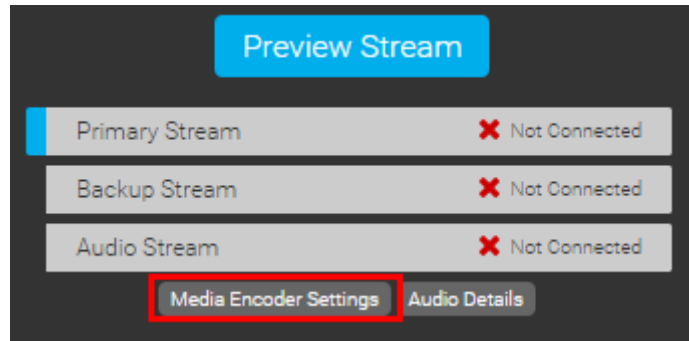 Preview Stream
Primary Stream Not Connected
Backup Stream Not Connected
Audio Stream Not Connected
Media Encoder Settings Audio Details